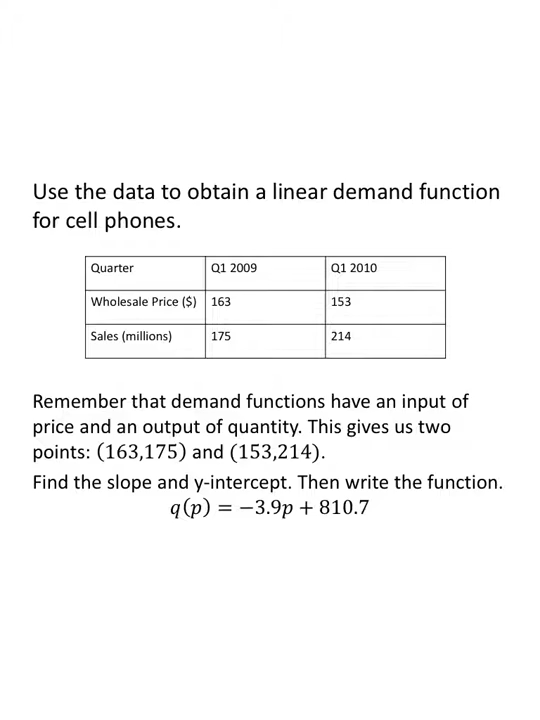 Use the data to obtain a linear demand function
for cell phones.
Quarter Q1 2009 Q1 2010
Wholesale Price ($) 163 153
Sales (millions) 175 214
Remember that demand functions have an input of
price and an output of quantity. This gives us two
points: (163,175) and (153,214).
Find the slope and y-intercept. Then write the function.
q(p) = −3.9p + 810.7